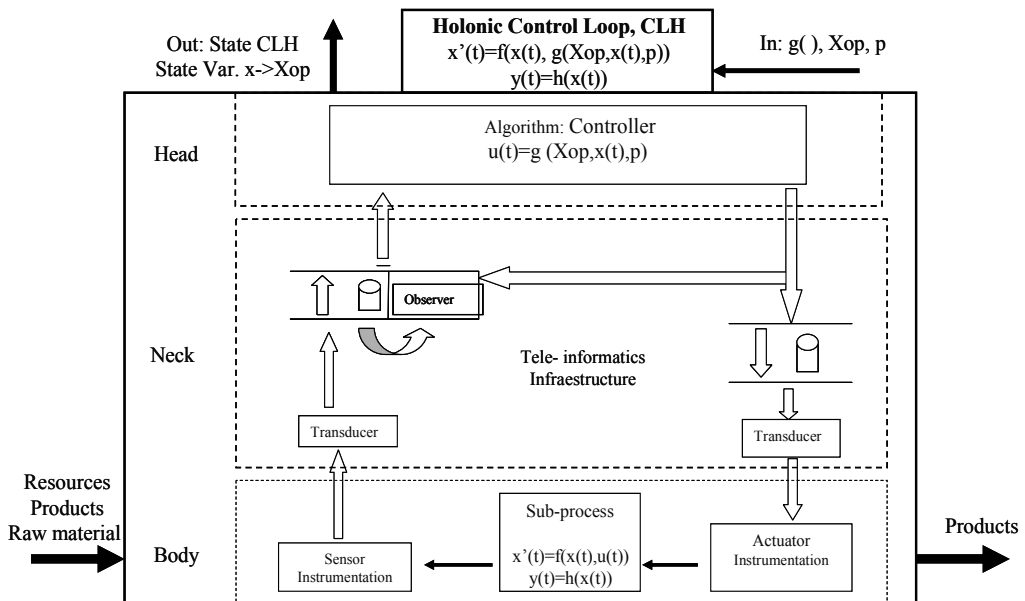 Holonic Control Loop, CLH
x’(t)=f(x(t), g(Xop,x(t),p))
y(t)=h(x(t))
Out: State CLH
State Var. x->Xop
In: g( ), Xop, p
Head
Algorithm: Controller
u(t)=g (Xop,x(t),p)
Observer
Neck
Tele- informatics
Infraestructure
Transducer
Transducer
Resources
Products
Raw material
Body
Sensor
Instrumentation
Sub-process
x’(t)=f(x(t),u(t))
y(t)=h(x(t))
Actuator
Instrumentation
Products